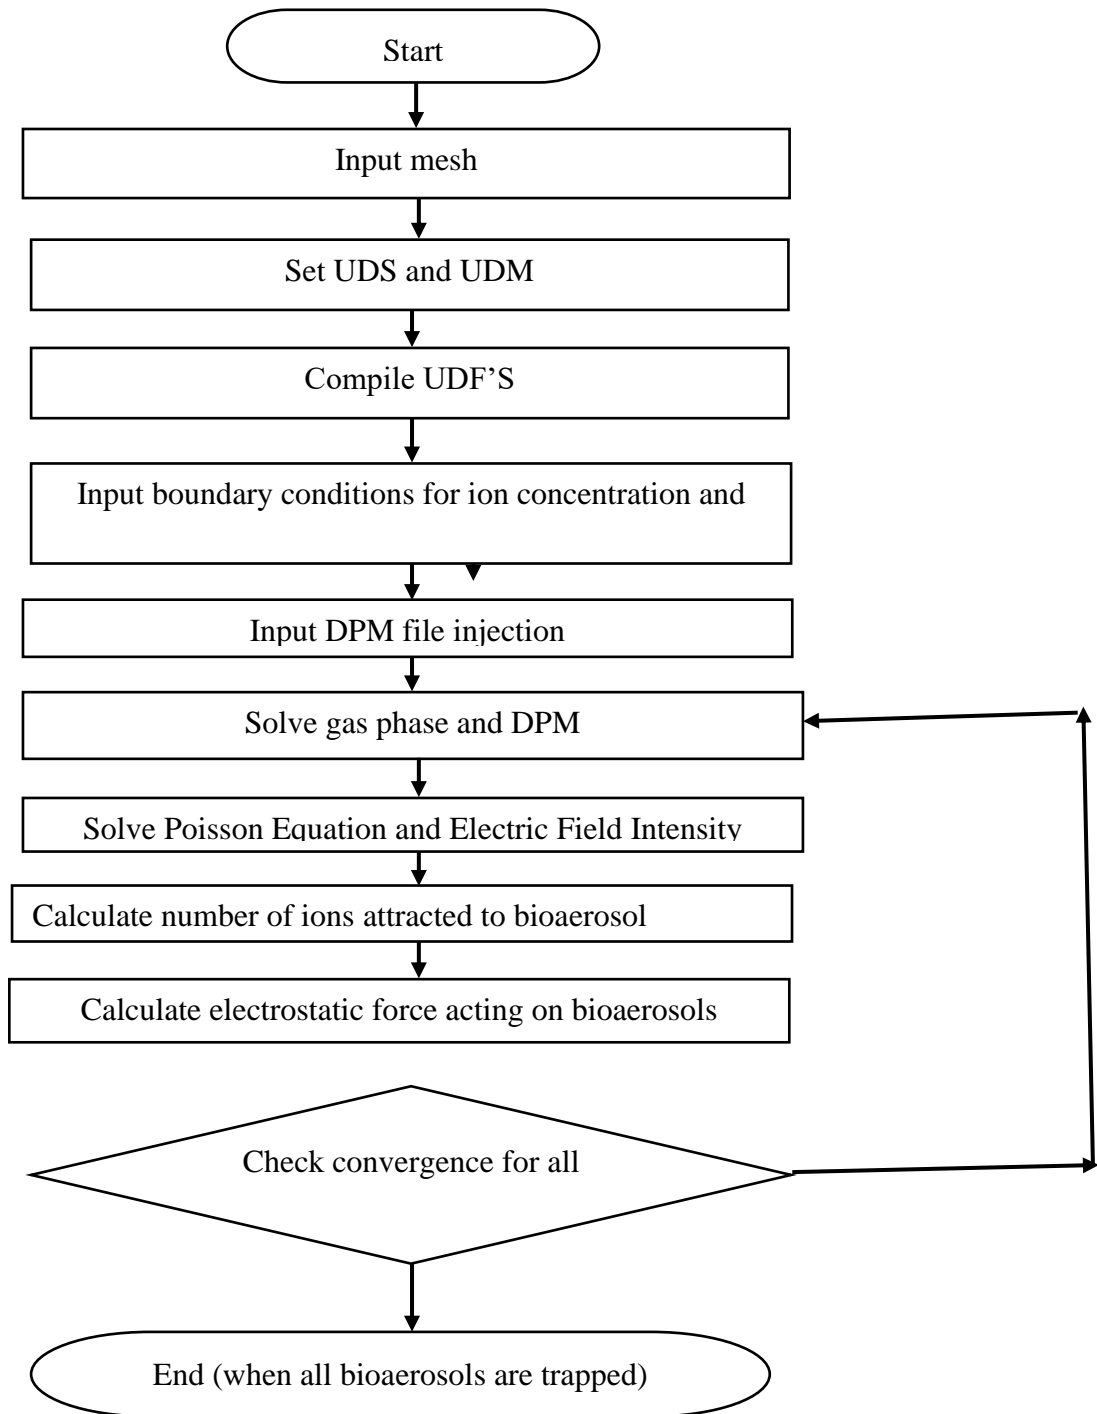 Start
Input mesh
Set UDS and UDM
Compile UDF’S
Input boundary conditions for ion concentration and
Input DPM file injection
Solve gas phase and DPM
Solve Poisson Equation and Electric Field Intensity
Calculate number of ions attracted to bioaerosol
Calculate electrostatic force acting on bioaerosols
Check convergence for all
End (when all bioaerosols are trapped)